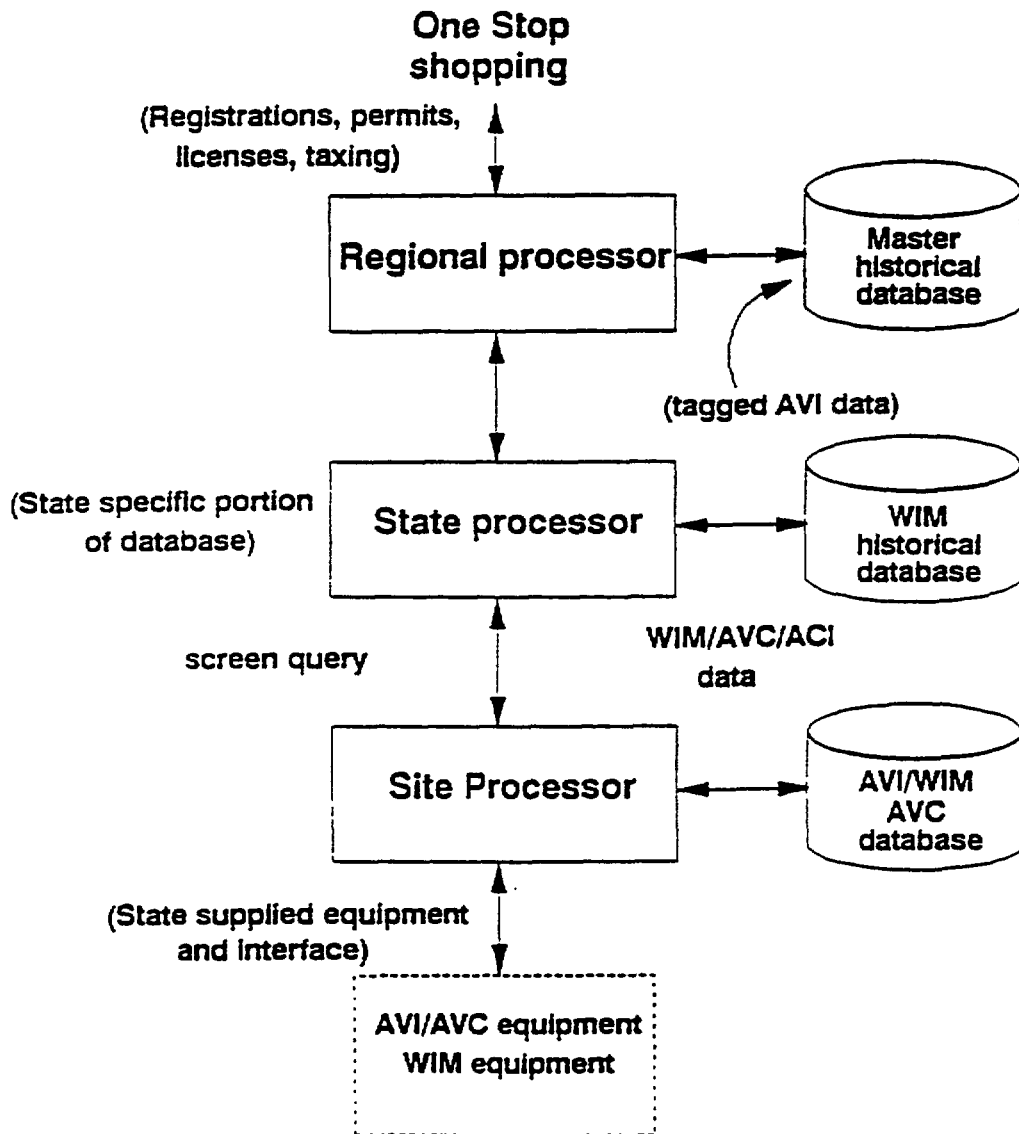 One Stop
shopping
(Registrations, permits,
licenses, taxing)
Regional processor
Master
historical
database
(tagged AVI data)
(State specific portion
of database)
State processor
WIM
historical
database
screen query
WIM/AVC/ACI
data
Site Processor
AVI/WIM
AVC
database
(State supplied equipment
and interface)
AVI/AVC equipment
WIM equipment